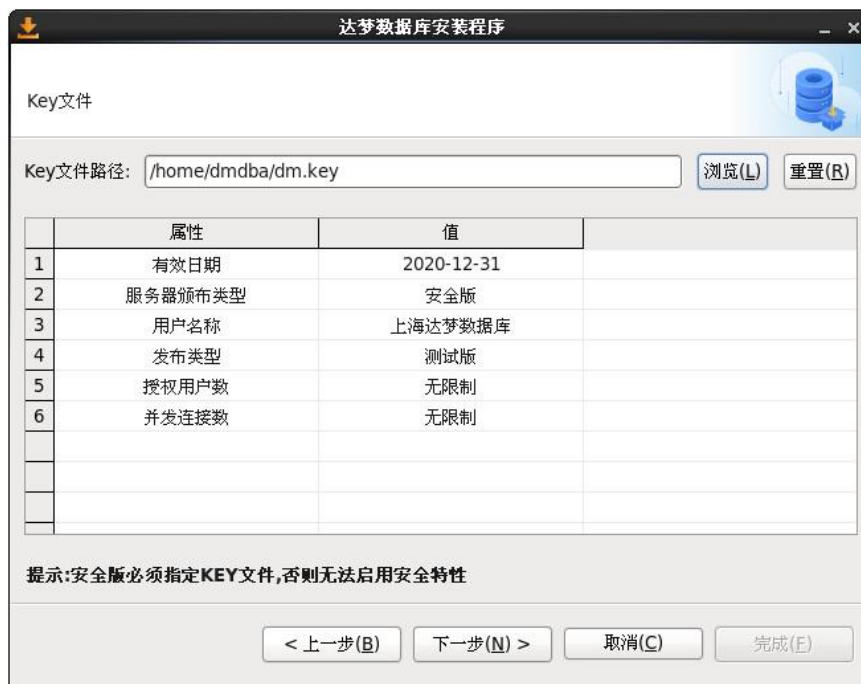 达梦数据库安装程序
Key文件
Key文件路径: /home/dmdba/dm.key 浏览(L) 重置(R)
属性 值
1 有效日期 2020-12-31
2 服务器颁布类型 安全版
3 用户名称 上海达梦数据库
4 发布类型 测试版
5 授权用户数 无限制
6 并发连接数 无限制
提示:安全版必须指定KEY文件,否则无法启用安全特性
< 上一步(B) 下一步(N) > 取消(C) 完成(F)